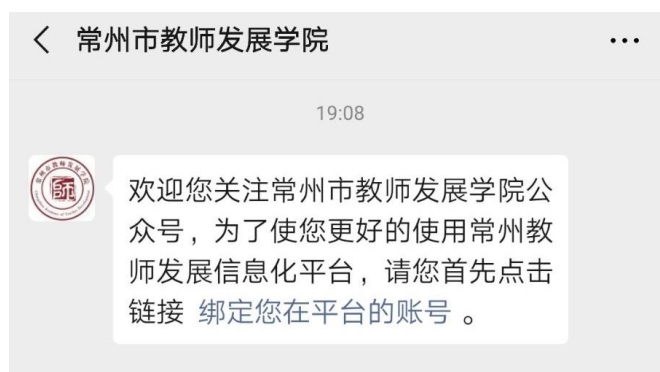 常州市教师发展学院
19:08
师
欢迎您关注常州市教师发展学院公
众号，为了使您更好的使用常州教
师发展信息化平台，请您首先点击
链接 绑定您在平台的账号 。